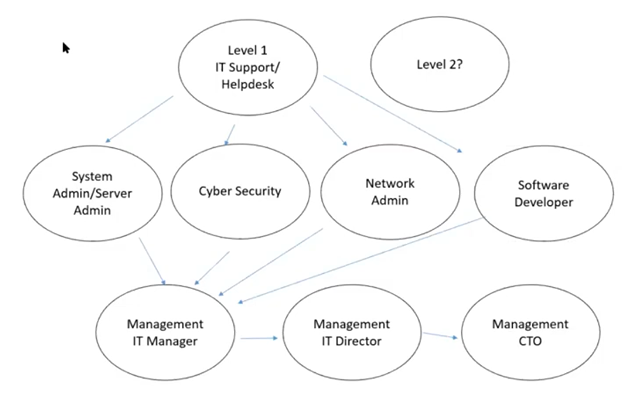 Level 1
IT Support/
Helpdesk
Level 2?
System
Admin/Server
Admin
Cyber Security
Network
Admin
Software
Developer
Management
IT Manager
Management
IT Director
Management
CTO